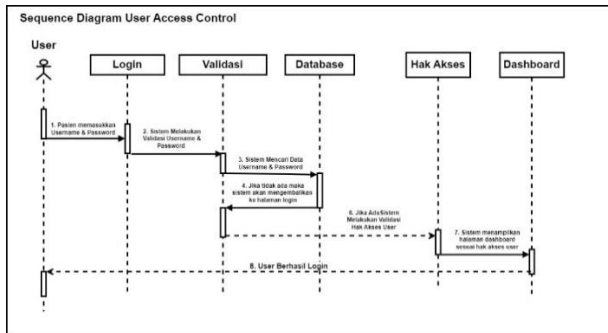 Sequence Diagram User Access Control
User
Login
Validasi
Database
Hak Akses
Dashboard
1. Pasien memasukkan
Username & Password
2. Sistem Melakukan
Validasi Username &
Password
3. Sistem Mencari Data
Username & Password
4. Jika tidak ada maka
sistem akan mengembalikan
ke halaman login
6. Jika AdaSistem
Melakukan Validasi
Hak Akses User
7. Sistem menampilkan
halaman dashboard
sesuai hak akses user
8. User Berhasil Login